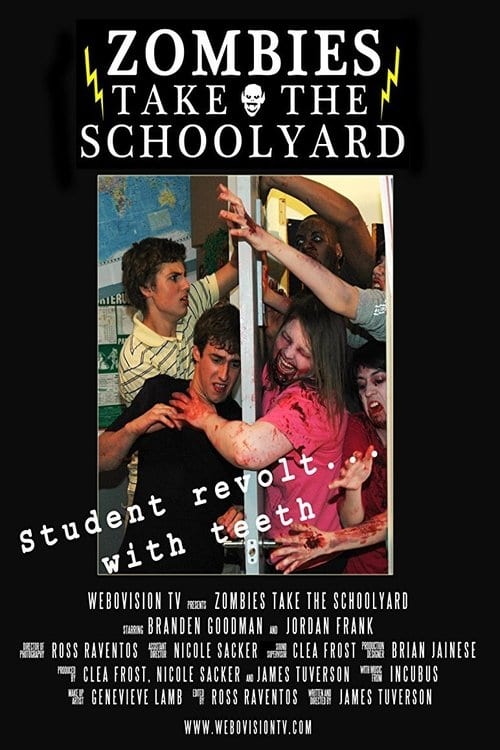 ZOMBIES
TAKE THE
SCHOOLYARD
Student revolt...
with teeth
WEBOVISION TV PRESENTS ZOMBIES TAKE THE SCHOOLYARD
STARRING BRANDEN GOODMAN AND JORDAN FRANK
DIRECTOR OF PHOTOGRAPHY ROSS RAVENTOS ASSISTANT DIRECTOR NICOLE SACKER SOUND SUPERVISOR CLEA FROST PRODUCTION DESIGNER BRIAN JAINESE
PRODUCED BY CLEA FROST, NICOLE SACKER AND JAMES TUVERSON WITH MUSIC FROM INCUBUS
MAKE UP ARTIST GENEVIEVE LAMB EDITED BY ROSS RAVENTOS WRITTEN AND DIRECTED BY JAMES TUVERSON
WWW.WEBOVISIONTV.COM